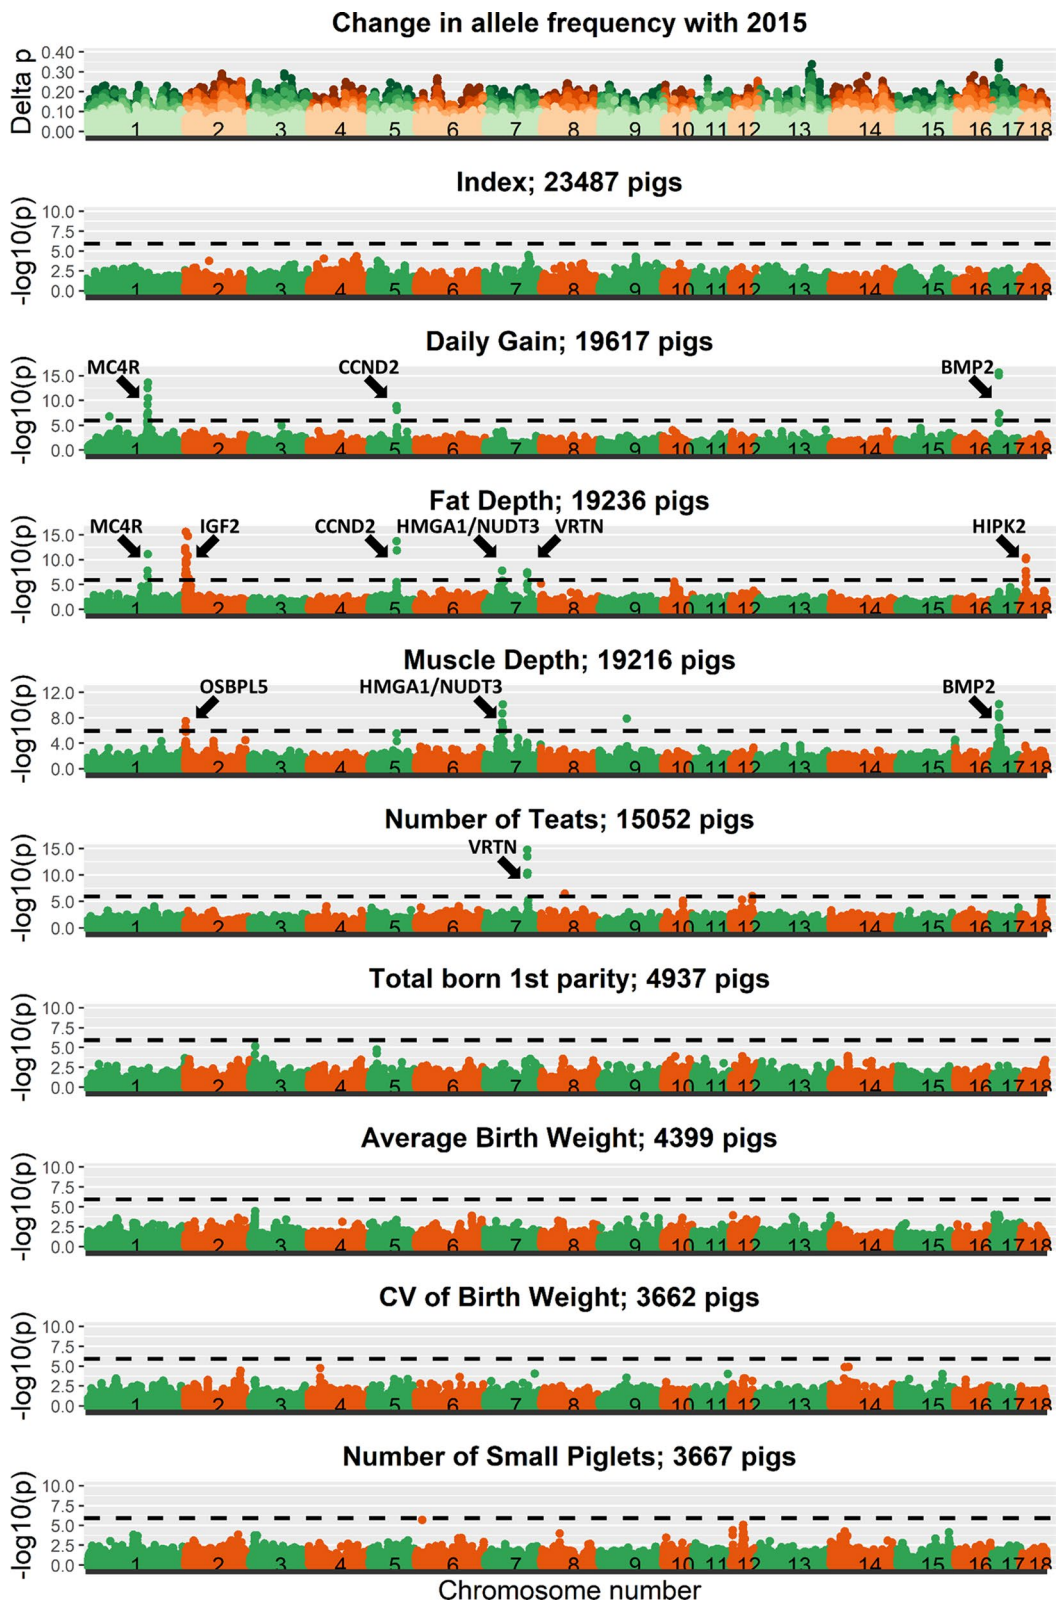 Change in allele frequency with 2015
Delta p
0.40
0.30
0.20
0.10
0.00
1 2 3 4 5 6 7 8 9 10 11 12 13 14 15 16 17 18
Index; 23487 pigs
-log10(p)
10.0
7.5
5.0
2.5
0.0
1 2 3 4 5 6 7 8 9 10 11 12 13 14 15 16 17 18
Daily Gain; 19617 pigs
MC4R CCND2 BMP2
-log10(p)
15.0
10.0
5.0
0.0
1 2 3 4 5 6 7 8 9 10 11 12 13 14 15 16 17 18
Fat Depth; 19236 pigs
MC4R IGF2 CCND2 HMGA1/NUDT3 VRTN HIPK2
-log10(p)
15.0
10.0
5.0
0.0
1 2 3 4 5 6 7 8 9 10 11 12 13 14 15 16 17 18
Muscle Depth; 19216 pigs
OSBPL5 HMGA1/NUDT3 BMP2
-log10(p)
12.0
8.0
4.0
0.0
1 2 3 4 5 6 7 8 9 10 11 12 13 14 15 16 17 18
Number of Teats; 15052 pigs
VRTN
-log10(p)
15.0
10.0
5.0
0.0
1 2 3 4 5 6 7 8 9 10 11 12 13 14 15 16 17 18
Total born 1st parity; 4937 pigs
-log10(p)
10.0
7.5
5.0
2.5
0.0
1 2 3 4 5 6 7 8 9 10 11 12 13 14 15 16 17 18
Average Birth Weight; 4399 pigs
-log10(p)
10.0
7.5
5.0
2.5
0.0
1 2 3 4 5 6 7 8 9 10 11 12 13 14 15 16 17 18
CV of Birth Weight; 3662 pigs
-log10(p)
10.0
7.5
5.0
2.5
0.0
1 2 3 4 5 6 7 8 9 10 11 12 13 14 15 16 17 18
Number of Small Piglets; 3667 pigs
-log10(p)
10.0
7.5
5.0
2.5
0.0
1 2 3 4 5 6 7 8 9 10 11 12 13 14 15 16 17 18
Chromosome number